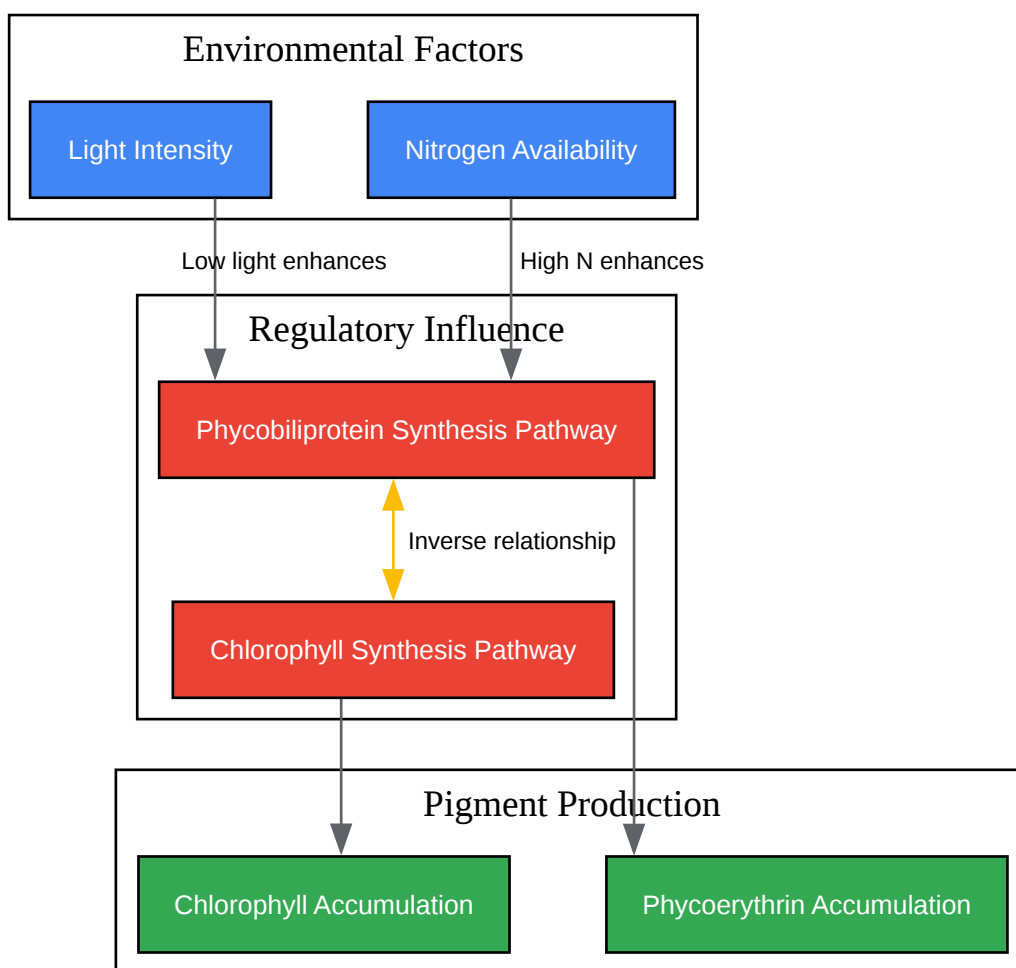 Environmental Factors
Light Intensity
Nitrogen Availability
Low light enhances
High N enhances
Regulatory Influence
Phycobiliprotein Synthesis Pathway
Inverse relationship
Chlorophyll Synthesis Pathway
Pigment Production
Chlorophyll Accumulation
Phycoerythrin Accumulation